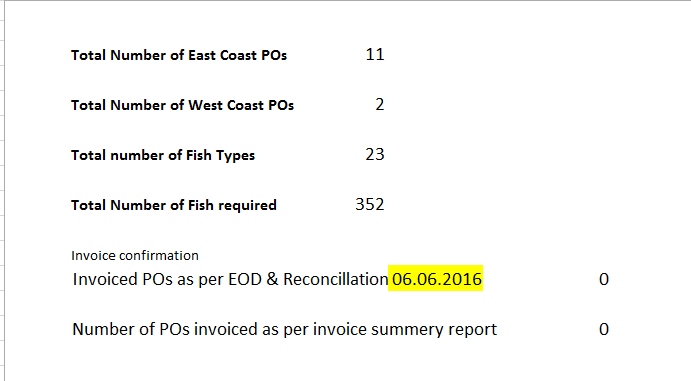 Total Number of East Coast POs 11
Total Number of West Coast POs 2
Total number of Fish Types 23
Total Number of Fish required 352
Invoice confirmation
Invoiced POs as per EOD & Reconcillation 06.06.2016 0
Number of POs invoiced as per invoice summery report 0